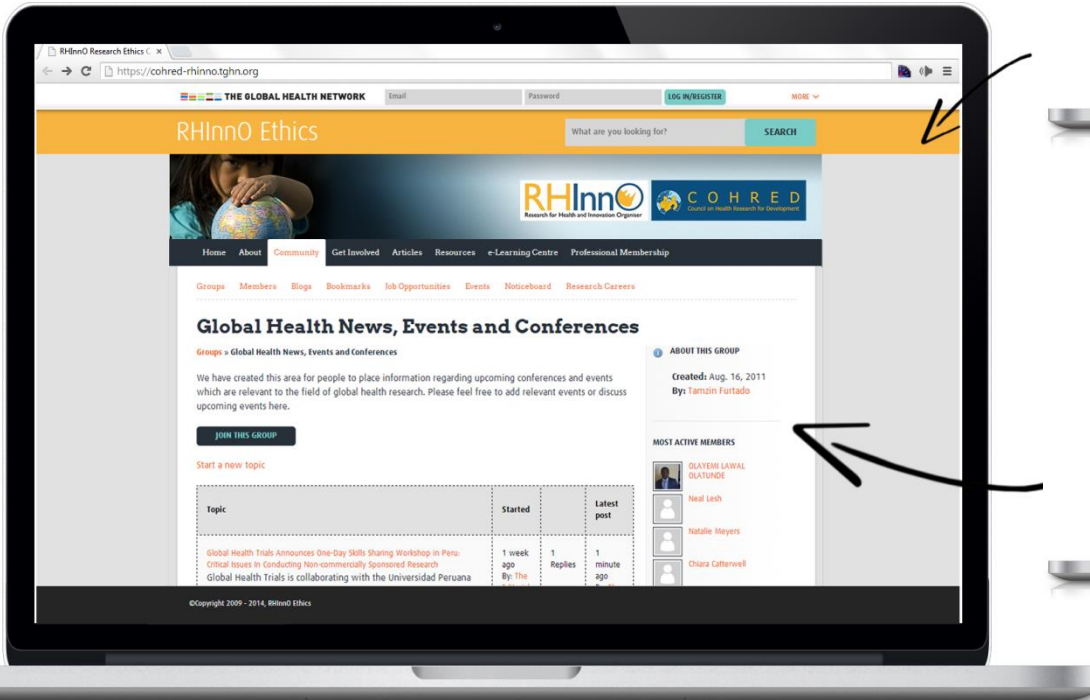 RHInnO Research Ethics C
https://cohred-rhinno.tghn.org
THE GLOBAL HEALTH NETWORK
Email
Password
LOG IN/REGISTER
MORE
RHInnO Ethics
What are you looking for?
SEARCH
RHInnO
Research for Health and Innovation Organiser
COHRED
Council on Health Research for Development
Home About Community Get Involved Articles Resources e-Learning Centre Professional Membership
Groups Members Blogs Bookmarks Job Opportunities Events Noticeboard Research Careers
Global Health News, Events and Conferences
Groups » Global Health News, Events and Conferences
We have created this area for people to place information regarding upcoming conferences and events
which are relevant to the field of global health research. Please feel free to add relevant events or discuss
upcoming events here.
JOIN THIS GROUP
Start a new topic
Topic
Started
Latest
post
Global Health Trials Announces One-Day Skills Sharing Workshop in Peru:
Critical Issues In Conducting Non-commercially Sponsored Research
Global Health Trials is collaborating with the Universidad Peruana
1 week
ago
By: The
1
Replies
1
minute
ago
ABOUT THIS GROUP
Created: Aug. 16, 2011
By: Tamzin Furtado
MOST ACTIVE MEMBERS
OLAYEMI LAWAL
OLATUNDE
Neal Lesh
Natalie Meyers
Chiara Catterwell
©Copyright 2009 - 2014, RHInnO Ethics